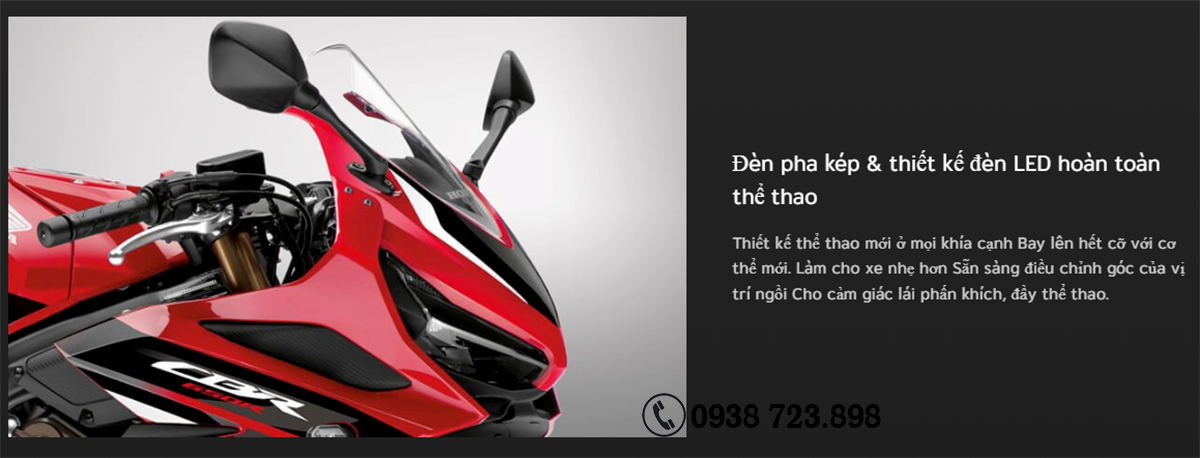 HO
CBR
650R
Đèn pha kép & thiết kế đèn LED hoàn toàn
thể thao
Thiết kế thể thao mới ở mọi khía cạnh Bay lên hết cỡ với cơ
thể mới. Làm cho xe nhẹ hơn Sẵn sàng điều chỉnh góc của vị
trí ngồi Cho cảm giác lái phấn khích, đầy thể thao.
0938 723.898